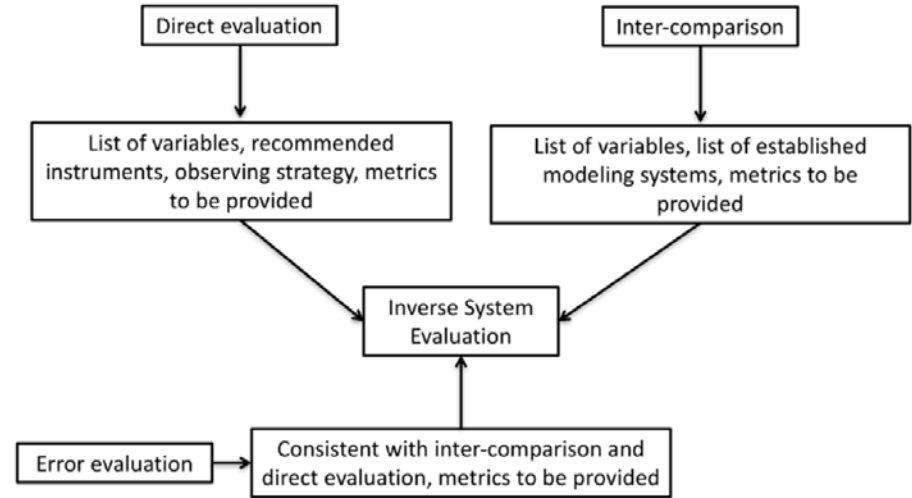 Direct evaluation
Inter-comparison
List of variables, recommended
instruments, observing strategy, metrics
to be provided
List of variables, list of established
modeling systems, metrics to be
provided
Inverse System
Evaluation
Error evaluation
Consistent with inter-comparison and
direct evaluation, metrics to be provided